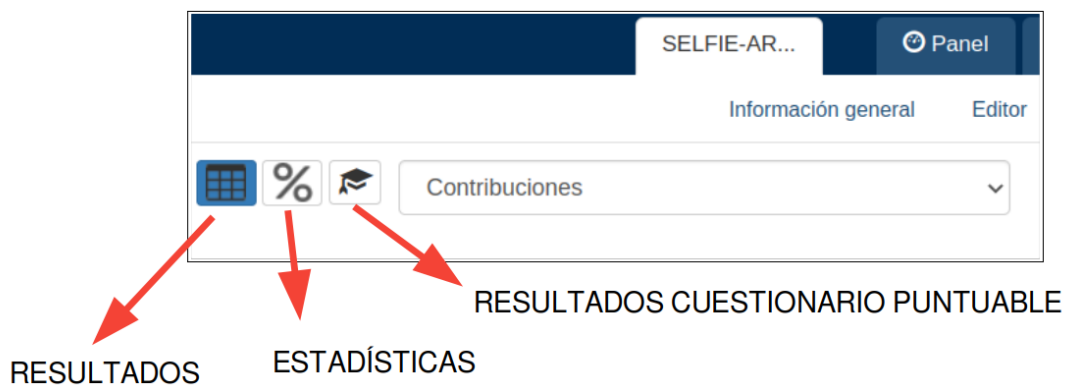 SELFIE-AR... Panel
Información general Editor
% Contribuciones
RESULTADOS CUESTIONARIO PUNTUABLE
ESTADÍSTICAS
RESULTADOS